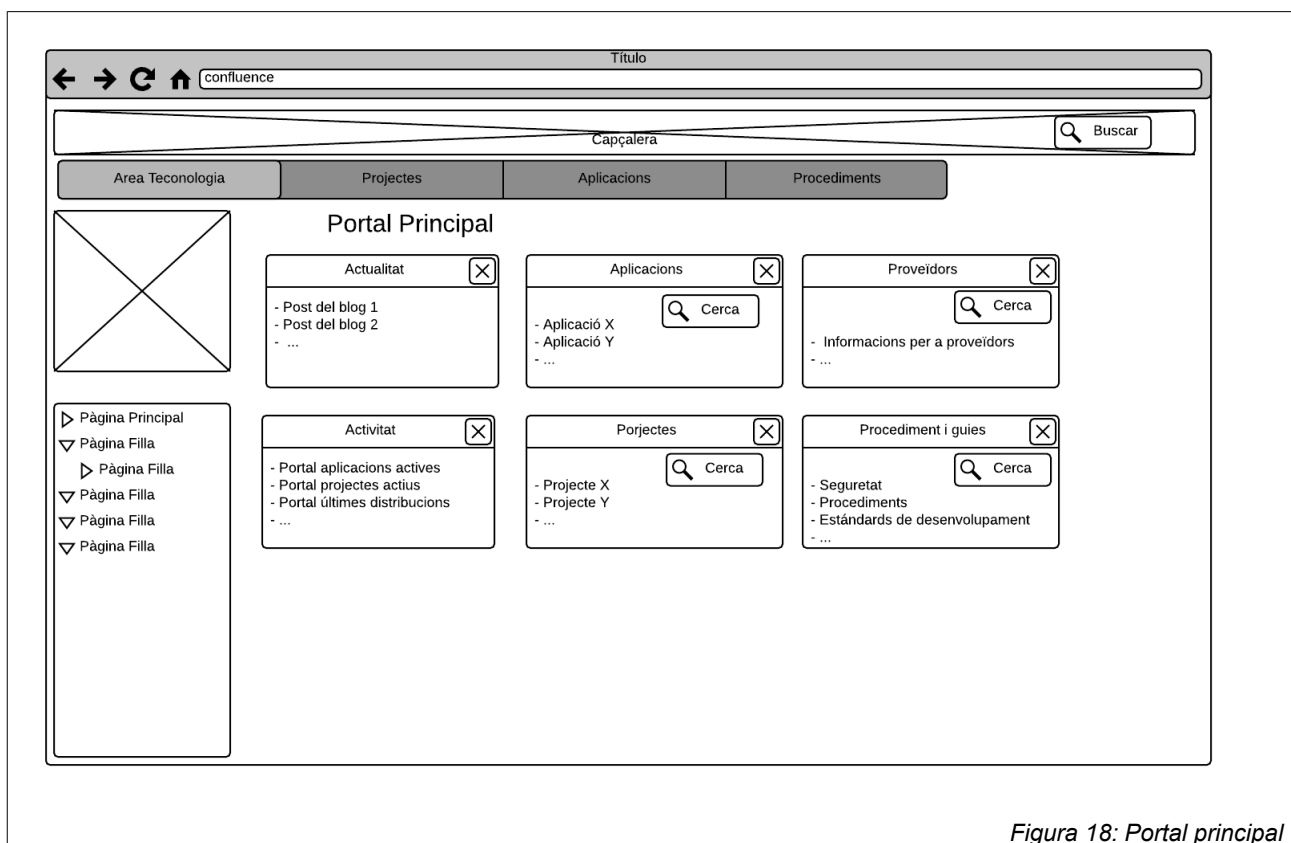 Título
confluence
Capçalera
Buscar
Area Teconologia
Projectes
Aplicacions
Procediments
Portal Principal
Actualitat
- Post del blog 1
- Post del blog 2
- ...
Aplicacions
Cerca
- Aplicació X
- Aplicació Y
- ...
Proveïdors
Cerca
- Informacions per a proveïdors
- ...
Pàgina Principal
Pàgina Filla
Pàgina Filla
Pàgina Filla
Pàgina Filla
Pàgina Filla
Activitat
- Portal aplicacions actives
- Portal projectes actius
- Portal últimes distribucions
- ...
Porjectes
Cerca
- Projecte X
- Projecte Y
- ...
Procediment i guies
Cerca
- Seguretat
- Procediments
- Estándards de desenvolupament
- ...
Figura 18: Portal principal